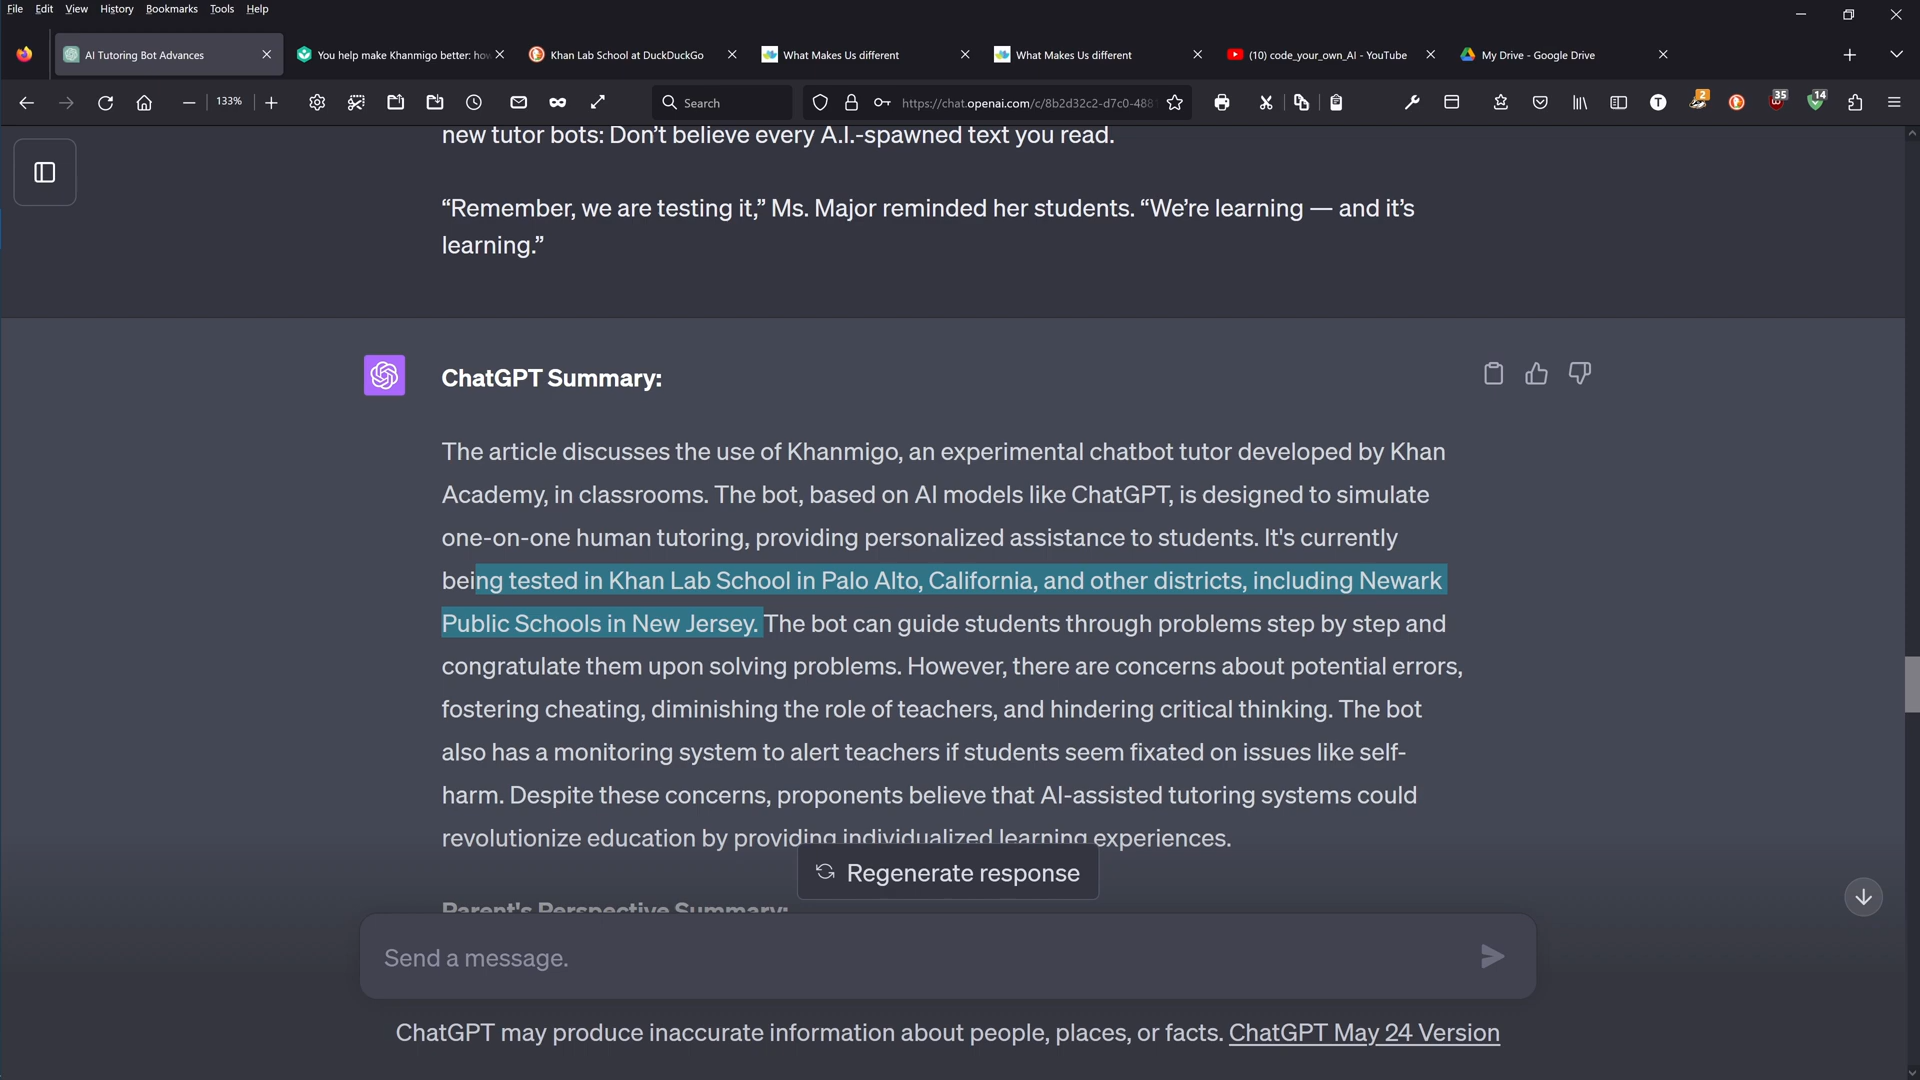 File Edit View History Bookmarks Tools Help
AI Tutoring Bot Advances
You help make Khanmigo better: how
Khan Lab School at DuckDuckGo
What Makes Us different
What Makes Us different
(10) code_your_own_AI - YouTube
My Drive - Google Drive
133%
Search
https://chat.openai.com/c/8b2d32c2-d7c0-488
T
2
35
14
new tutor bots: Don’t believe every A.I.-spawned text you read.
“Remember, we are testing it,” Ms. Major reminded her students. “We’re learning — and it’s
learning.”
ChatGPT Summary:
The article discusses the use of Khanmigo, an experimental chatbot tutor developed by Khan
Academy, in classrooms. The bot, based on AI models like ChatGPT, is designed to simulate
one-on-one human tutoring, providing personalized assistance to students. It's currently
being tested in Khan Lab School in Palo Alto, California, and other districts, including Newark
Public Schools in New Jersey. The bot can guide students through problems step by step and
congratulate them upon solving problems. However, there are concerns about potential errors,
fostering cheating, diminishing the role of teachers, and hindering critical thinking. The bot
also has a monitoring system to alert teachers if students seem fixated on issues like self-
harm. Despite these concerns, proponents believe that AI-assisted tutoring systems could
revolutionize education by providing individualized learning experiences.
Regenerate response
Parent's Perspective Summary:
Send a message.
ChatGPT may produce inaccurate information about people, places, or facts. ChatGPT May 24 Version